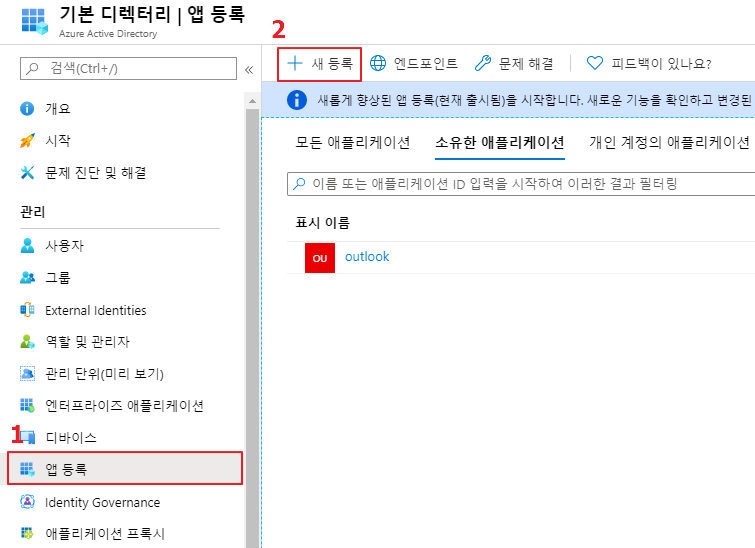 기본 디렉터리 | 앱 등록
Azure Active Directory
2
검색(Ctrl+/)
«
개요
시작
문제 진단 및 해결
관리
사용자
그룹
External Identities
역할 및 관리자
관리 단위(미리 보기)
엔터프라이즈 애플리케이션
1
디바이스
앱 등록
Identity Governance
애플리케이션 프록시
새 등록
엔드포인트
문제 해결
피드백이 있나요?
새롭게 향상된 앱 등록(현재 출시됨)을 시작합니다. 새로운 기능을 확인하고 변경된
모든 애플리케이션
소유한 애플리케이션
개인 계정의 애플리케이션
이름 또는 애플리케이션 ID 입력을 시작하여 이러한 결과 필터링
표시 이름
OU
outlook